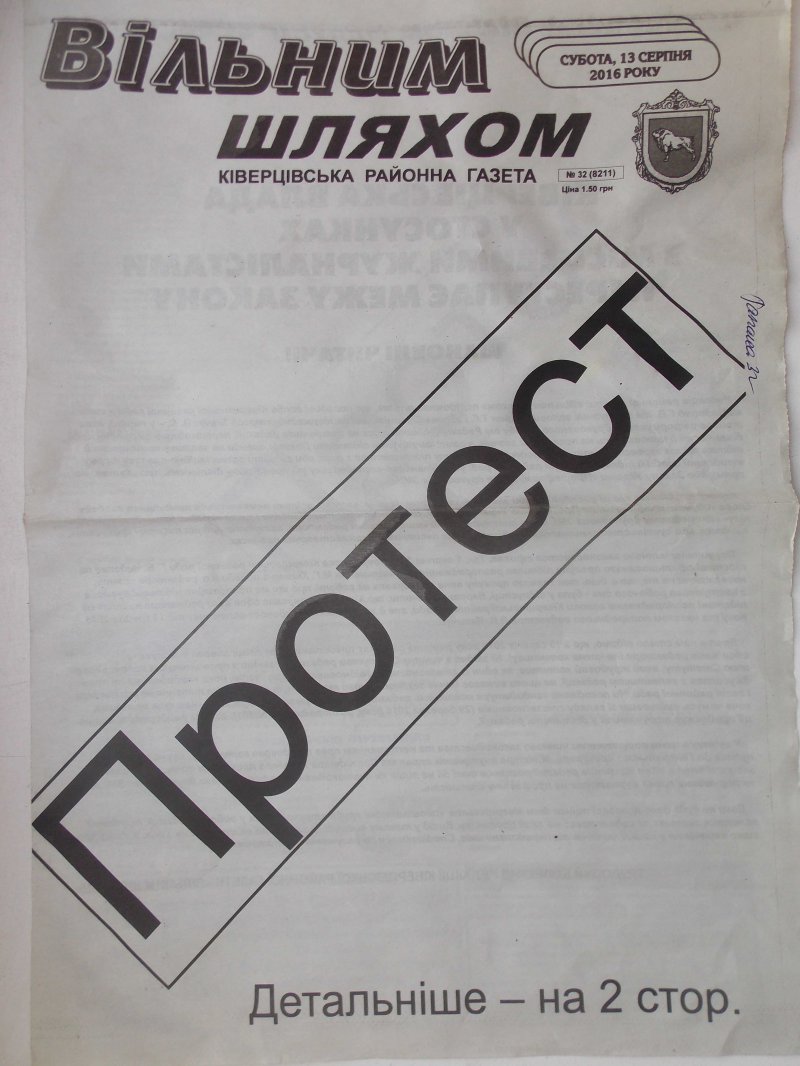 Вільним
шляхом
СУБОТА, 13 СЕРПНЯ
2016 РОКУ
КІВЕРЦІВСЬКА РАЙОННА ГАЗЕТА
№ 32 (8211)
Ціна 1.50 грн
Протест
Детальніше – на 2 стор.